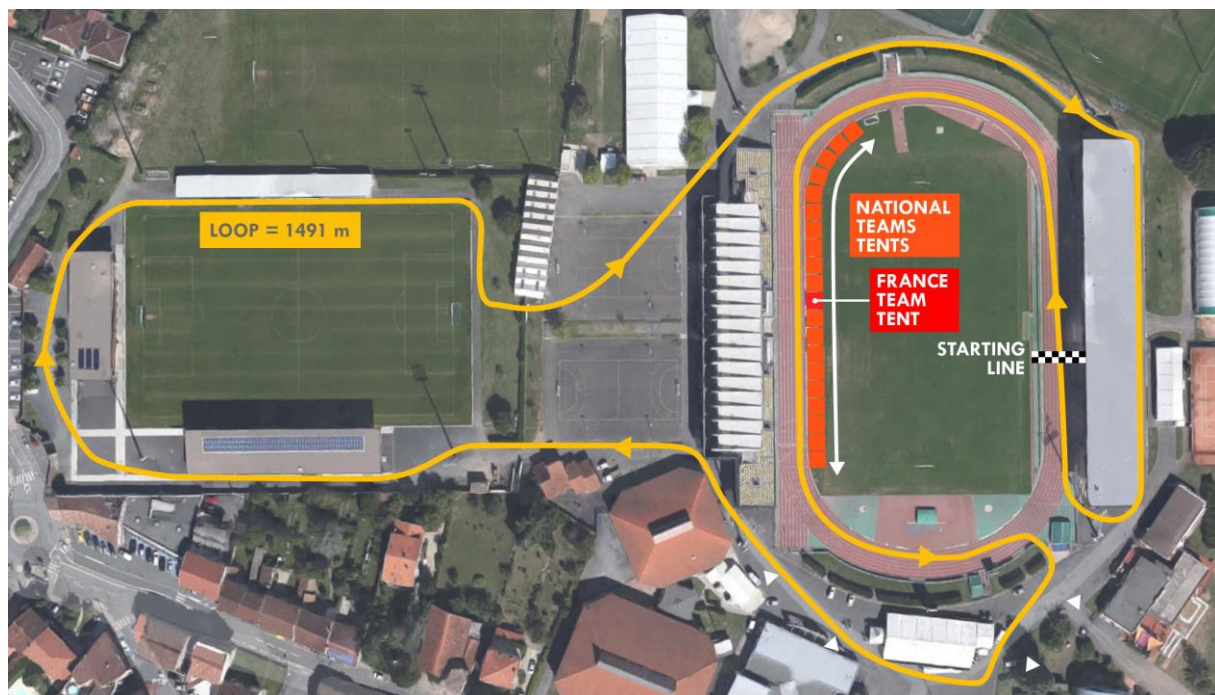 LOOP = 1491 m
NATIONAL
TEAMS
TENTS
FRANCE
TEAM
TENT
STARTING
LINE